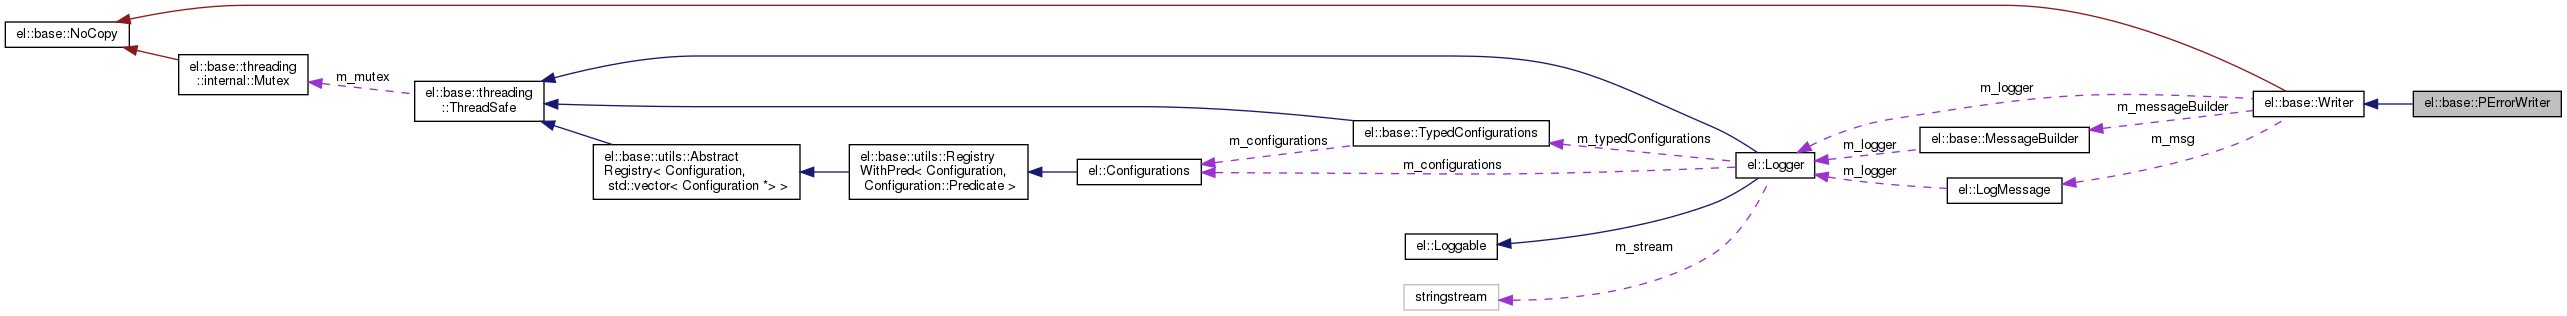 el::base::NoCopy
el::base::threading
::internal::Mutex
m_mutex
el::base::threading
::ThreadSafe
el::base::utils::Abstract
Registry< Configuration,
std::vector< Configuration *> >
el::base::utils::Registry
WithPred< Configuration,
Configuration::Predicate >
el::Configurations
m_configurations
m_configurations
el::base::TypedConfigurations
el::Loggable
stringstream
m_typedConfigurations
m_stream
el::Logger
m_logger
m_logger
m_logger
el::base::MessageBuilder
el::LogMessage
m_messageBuilder
m_msg
el::base::Writer
el::base::PErrorWriter